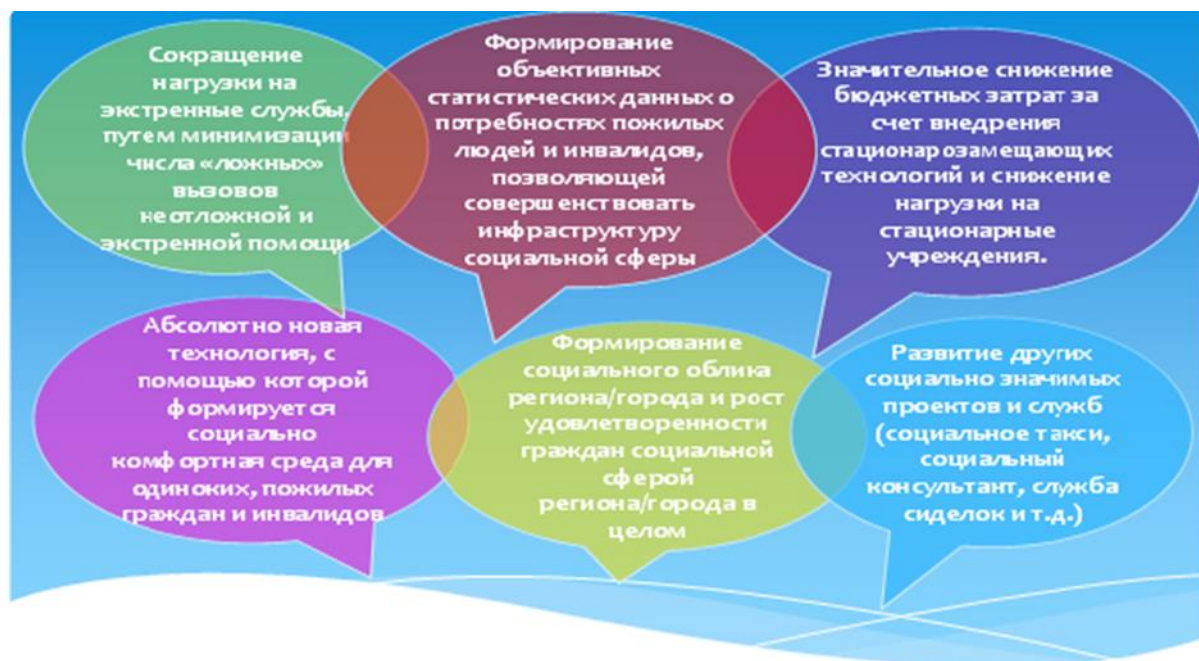 Сокращение
нагрузки на
экстренные службы,
путем минимизации
числа «ложных»
вызовов
неотложной и
экстренной помощи
Формирование
объективных
статистических данных о
потребностях пожилых
людей и инвалидов,
позволяющей
совершенствовать
инфраструктуру
социальной сферы
Значительное снижение
бюджетных затрат за
счет внедрения
стационарозамещающих
технологий и снижение
нагрузки на
стационарные
учреждения.
Абсолютно новая
технология, с
помощью которой
формируется
социально
комфортная среда для
одиноких, пожилых
граждан и инвалидов
Формирование
социального облика
региона/города и рост
удовлетворенности
граждан социальной
сферой
региона/города в
целом
Развитие других
социально значимых
проектов и служб
(социальное такси,
социальный
консультант, служба
сиделок и т.д.)